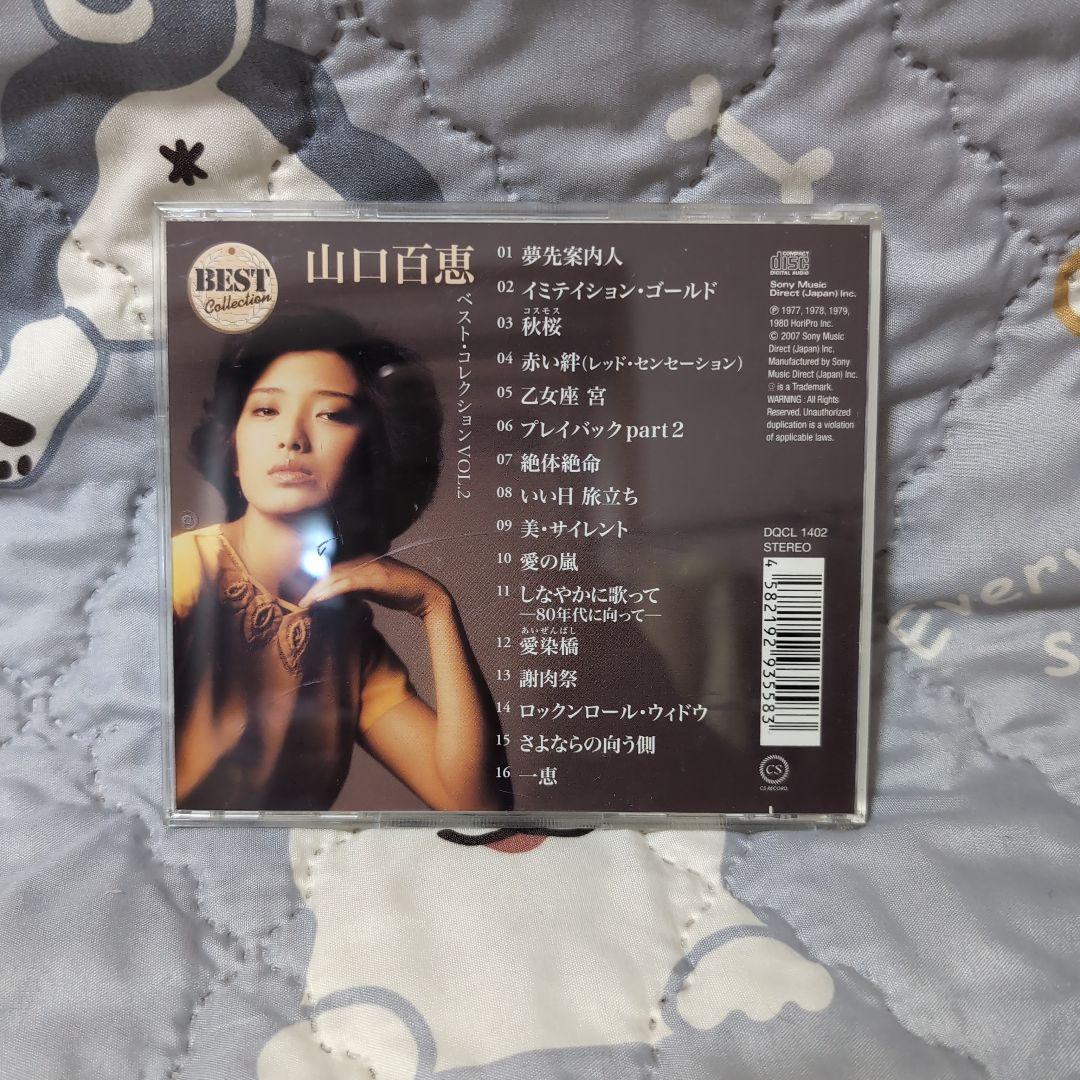 BEST
Collection
山口百恵
ベスト・コレクションVOL.2
01 夢先案内人
02 イミテイション・ゴールド
コスモス
03 秋桜
04 赤い絆(レッド・センセーション)
05 乙女座 宮
06 プレイバックpart2
07 絶体絶命
08 いい日 旅立ち
09 美・サイレント
10 愛の嵐
11 しなやかに歌って
—80年代に向って—
あいぜんばし
12 愛染橋
13 謝肉祭
14 ロックンロール・ウィドウ
15 さよならの向う側
16 一恵
COMPACT
disc
DIGITAL AUDIO
Sony Music
Direct (Japan) Inc.
℗ 1977, 1978, 1979,
1980 HoriPro Inc.
© 2007 Sony Music
Direct (Japan) Inc.
Manufactured by Sony
Music Direct (Japan) Inc.
is a Trademark.
WARNING : All Rights
Reserved. Unauthorized
duplication is a violation
of applicable laws.
DQCL 1402
STEREO
4 582192 935583
CS
CS RECORD.
Every
S